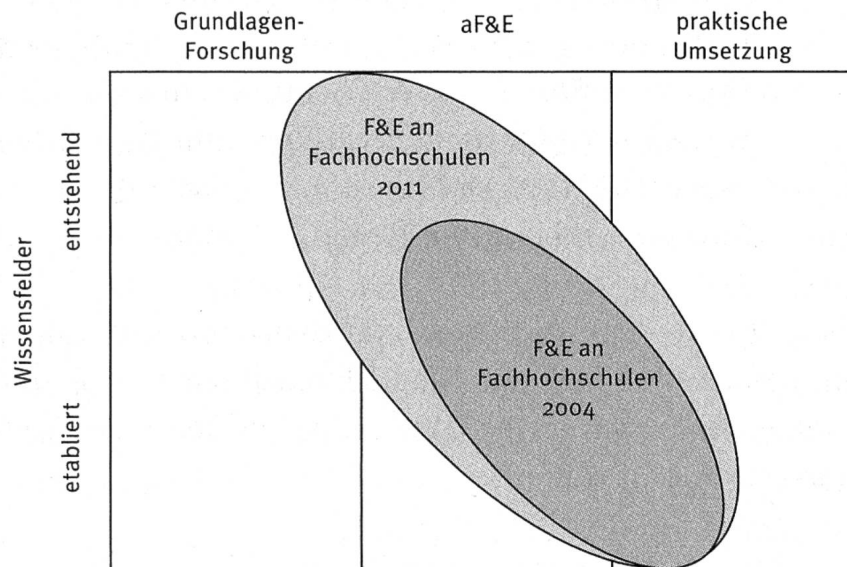 Grundlagen-
Forschung
aF&E
praktische
Umsetzung
Wissensfelder
entstehend
etabliert
F&E an
Fachhochschulen
2011
F&E an
Fachhochschulen
2004